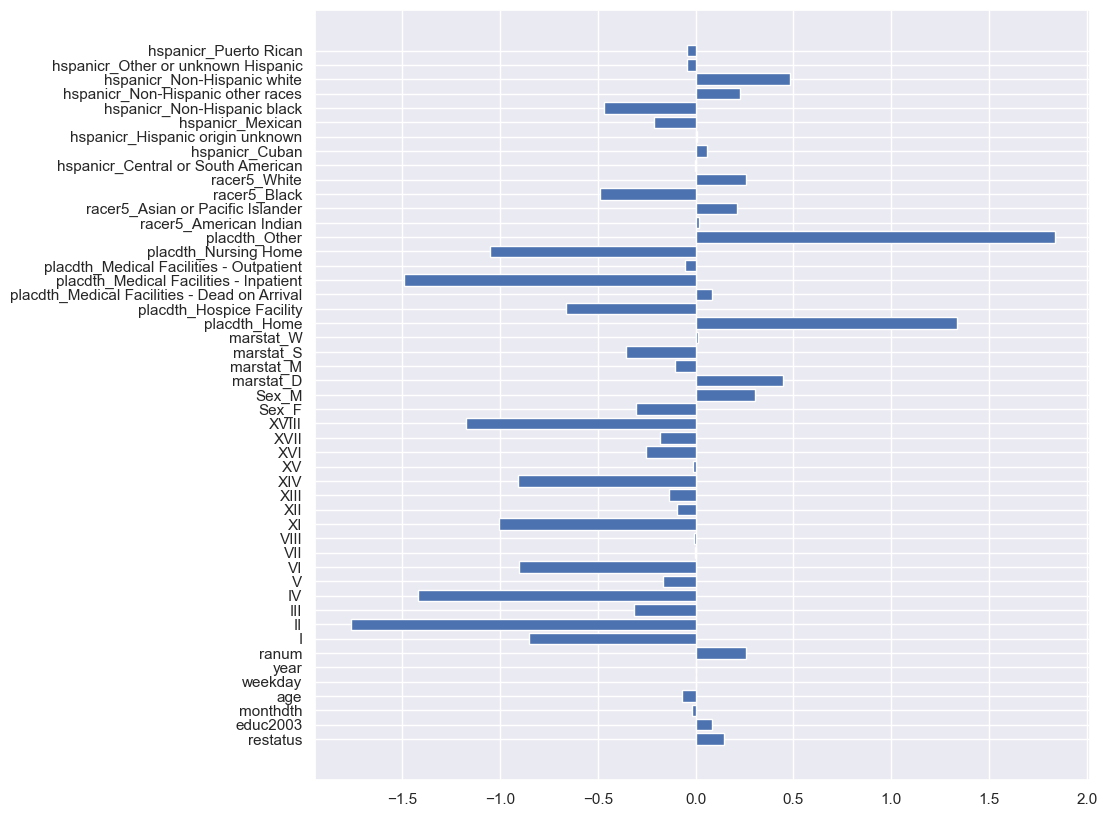 hspanicr_Puerto Rican
hspanicr_Other or unknown Hispanic
hspanicr_Non-Hispanic white
hspanicr_Non-Hispanic other races
hspanicr_Non-Hispanic black
hspanicr_Mexican
hspanicr_Hispanic origin unknown
hspanicr_Cuban
hspanicr_Central or South American
racer5_White
racer5_Black
racer5_Asian or Pacific Islander
racer5_American Indian
placdth_Other
placdth_Nursing Home
placdth_Medical Facilities - Outpatient
placdth_Medical Facilities - Inpatient
placdth_Medical Facilities - Dead on Arrival
placdth_Hospice Facility
placdth_Home
marstat_W
marstat_S
marstat_M
marstat_D
Sex_M
Sex_F
XVIII
XVII
XVI
XV
XIV
XIII
XII
XI
VIII
VII
VI
V
IV
III
II
I
ranum
year
weekday
age
monthdth
educ2003
restatus
−1.5 −1.0 −0.5 0.0 0.5 1.0 1.5 2.0